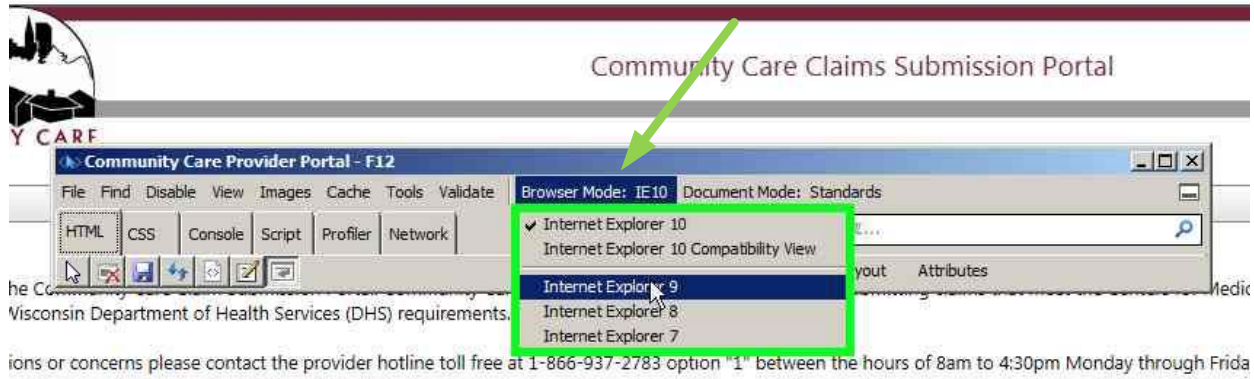 Community Care Claims Submission Portal
Y CARE
Community Care Provider Portal - F12
File Find Disable View Images Cache Tools Validate Browser Mode: IE10 Document Mode: Standards
HTML CSS Console Script Profiler Network
Internet Explorer 10
Internet Explorer 10 Compatibility View
Internet Explorer 9
yout Attributes
Internet Explorer 8
Wisconsin Department of Health Services (DHS) requirements.
Internet Explorer 7
ions or concerns please contact the provider hotline toll free at 1-866-937-2783 option "1" between the hours of 8am to 4:30pm Monday through Frida